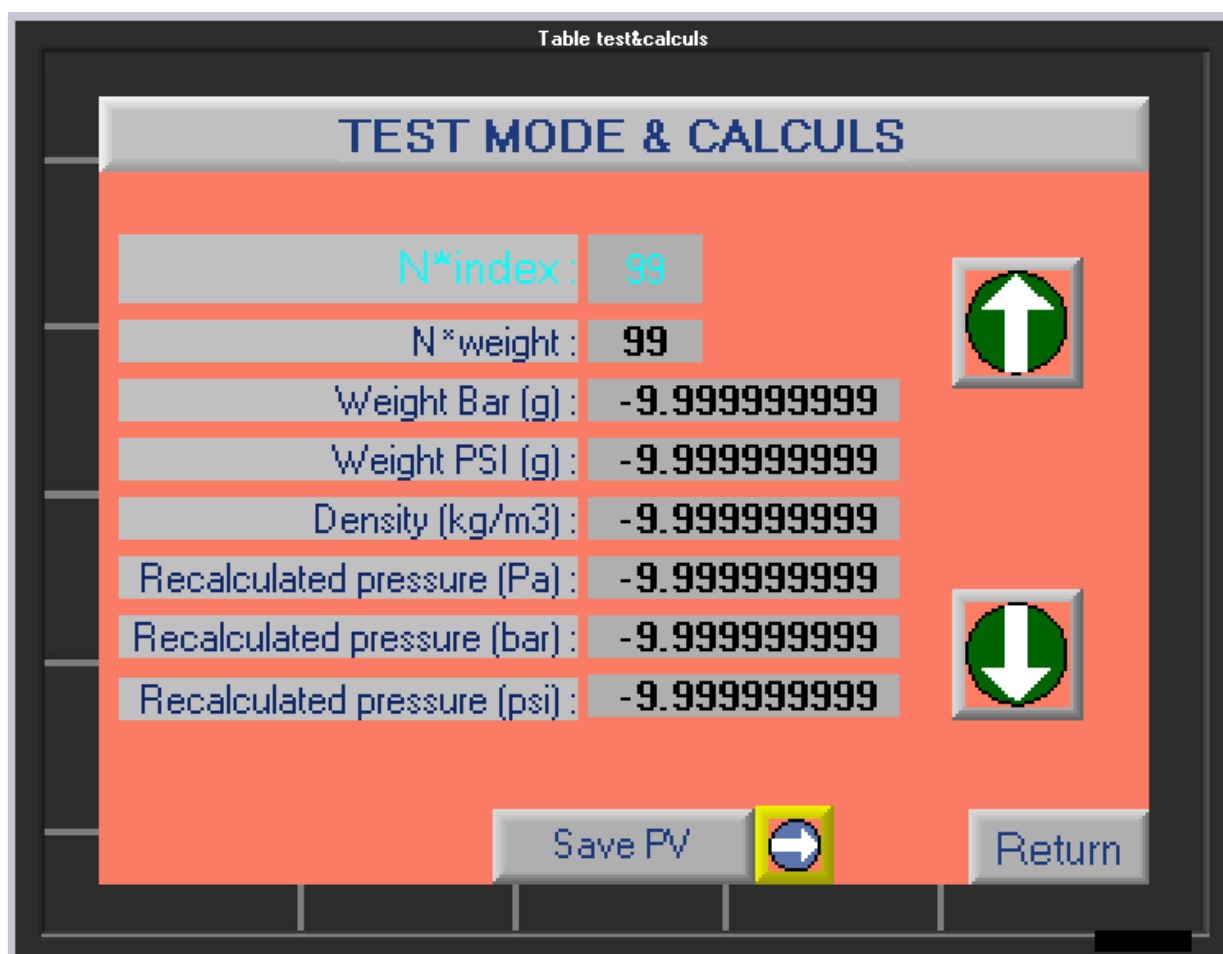 Table test&calculs
TEST MODE & CALCULS
N*index : 99
N*weight : 99
Weight Bar (g) : -9.999999999
Weight PSI (g) : -9.999999999
Density (kg/m3) : -9.999999999
Recalculated pressure (Pa) : -9.999999999
Recalculated pressure (bar) : -9.999999999
Recalculated pressure (psi) : -9.999999999
Save PV
Return